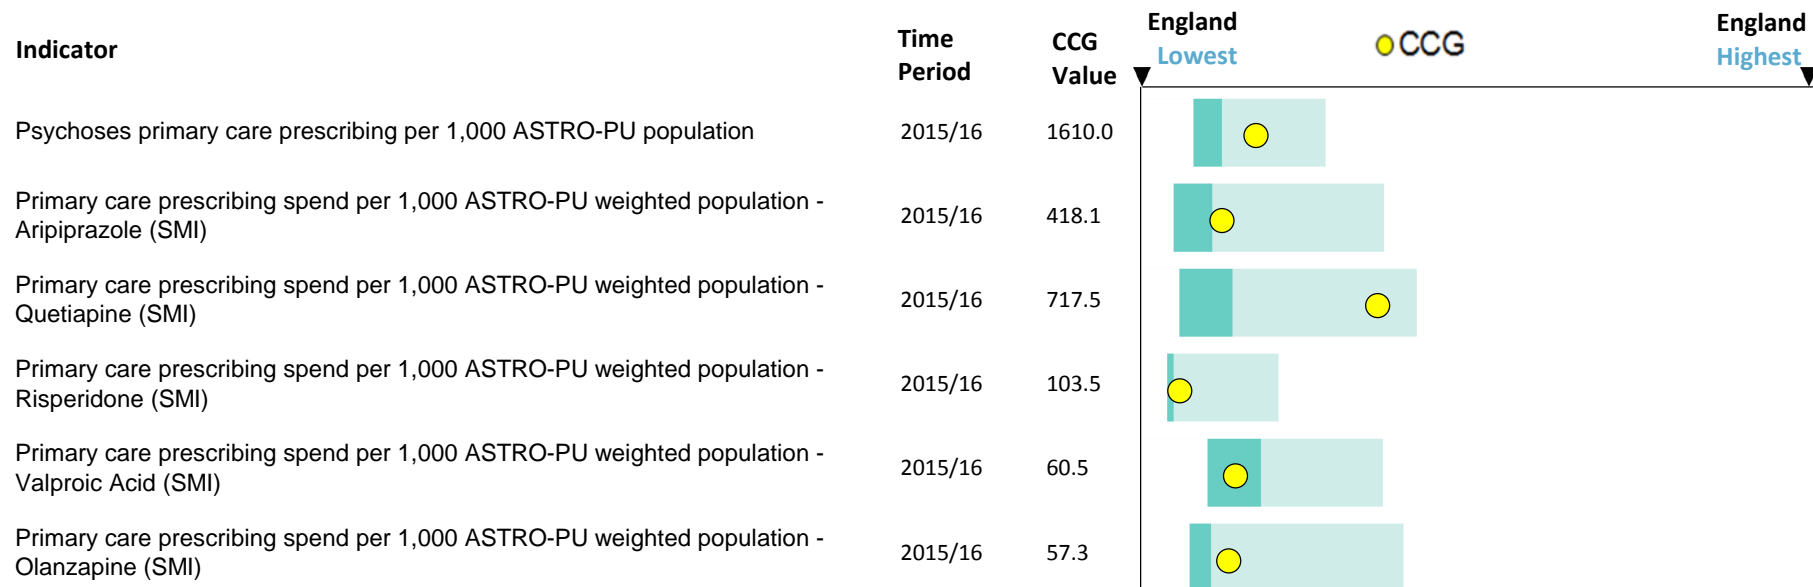 Indicator
Time
Period
CCG
Value
England
Lowest
CCG
England
Highest
Psychoses primary care prescribing per 1,000 ASTRO-PU population
2015/16
1610.0
Primary care prescribing spend per 1,000 ASTRO-PU weighted population -
Aripiprazole (SMI)
2015/16
418.1
Primary care prescribing spend per 1,000 ASTRO-PU weighted population -
Quetiapine (SMI)
2015/16
717.5
Primary care prescribing spend per 1,000 ASTRO-PU weighted population -
Risperidone (SMI)
2015/16
103.5
Primary care prescribing spend per 1,000 ASTRO-PU weighted population -
Valproic Acid (SMI)
2015/16
60.5
Primary care prescribing spend per 1,000 ASTRO-PU weighted population -
Olanzapine (SMI)
2015/16
57.3